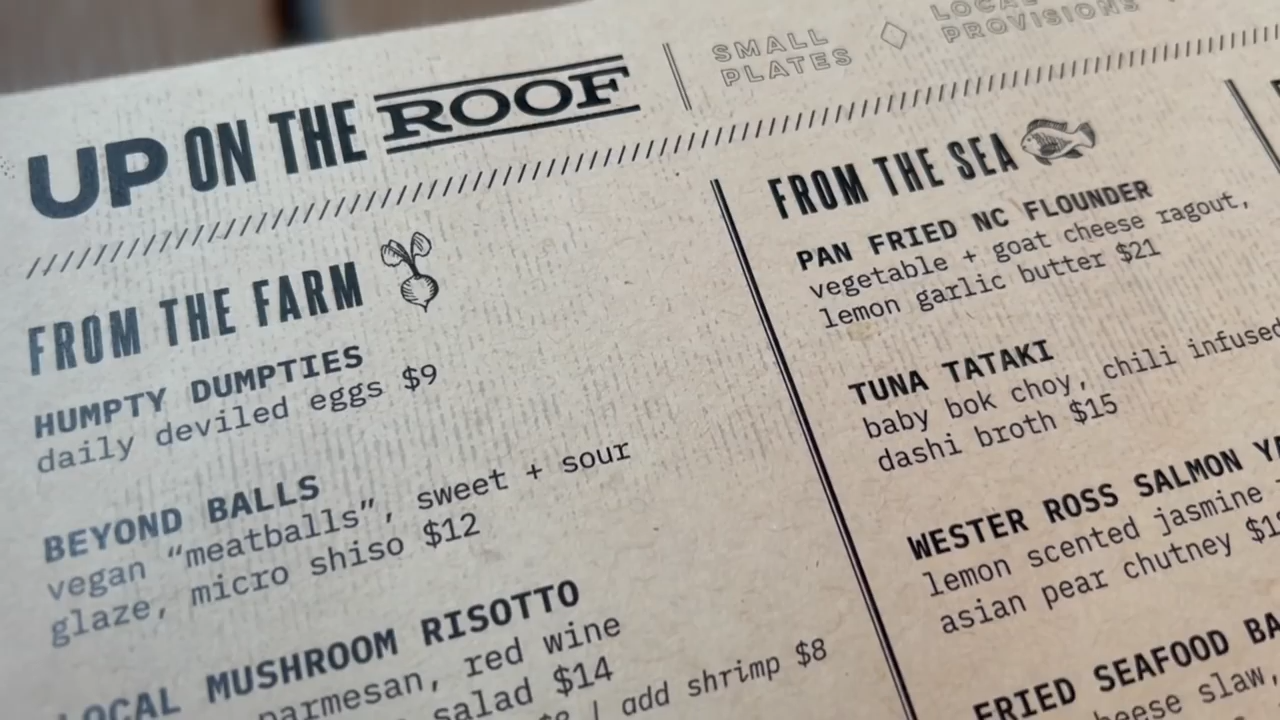 UP ON THE ROOF
SMALL
PLATES
PROVISIONS
FROM THE FARM
HUMPTY DUMPTIES
daily deviled eggs $9
BEYOND BALLS
vegan “meatballs”, sweet + sour
glaze, micro shiso $12
LOCAL MUSHROOM RISOTTO
parmesan, red wine
salad $14
| add shrimp $8
FROM THE SEA
PAN FRIED NC FLOUNDER
vegetable + goat cheese ragout,
lemon garlic butter $21
TUNA TATAKI
baby bok choy, chili infused
dashi broth $15
WESTER ROSS SALMON
lemon scented jasmine
asian pear chutney
FRIED SEAFOOD
slaw,